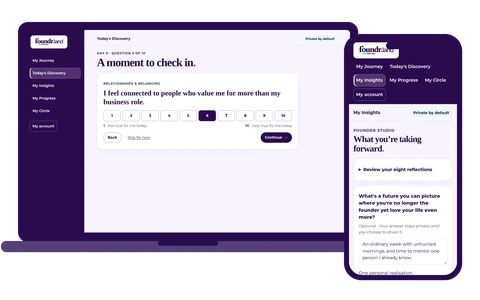 foundr.land
My Journey
Today's Discovery
My Insights
My Progress
My Circle
My account
Today's Discovery
Private by default
DAY 6 · QUESTION 5 OF 10
A moment to check in.
RELATIONSHIPS & BELONGING
I feel connected to people who value me for more than my
business role.
1 2 3 4 5 6 7 8 9 10
1 · Not true for me today
10 · Very true for me today
Back Skip for now Continue →
foundr.land
My Journey Today's Discovery
My Insights My Progress My Circle
My account
My Insights Private by default
FOUNDER STUDIO
What you're taking
forward.
▸ Review your eight reflections
What's a future you can picture
where you're no longer the
founder yet love your life even
more?
Optional · Your answer stays private until
you choose to share it.
An ordinary week with unhurried
mornings, and time to mentor one
person I already know.
One personal realisation